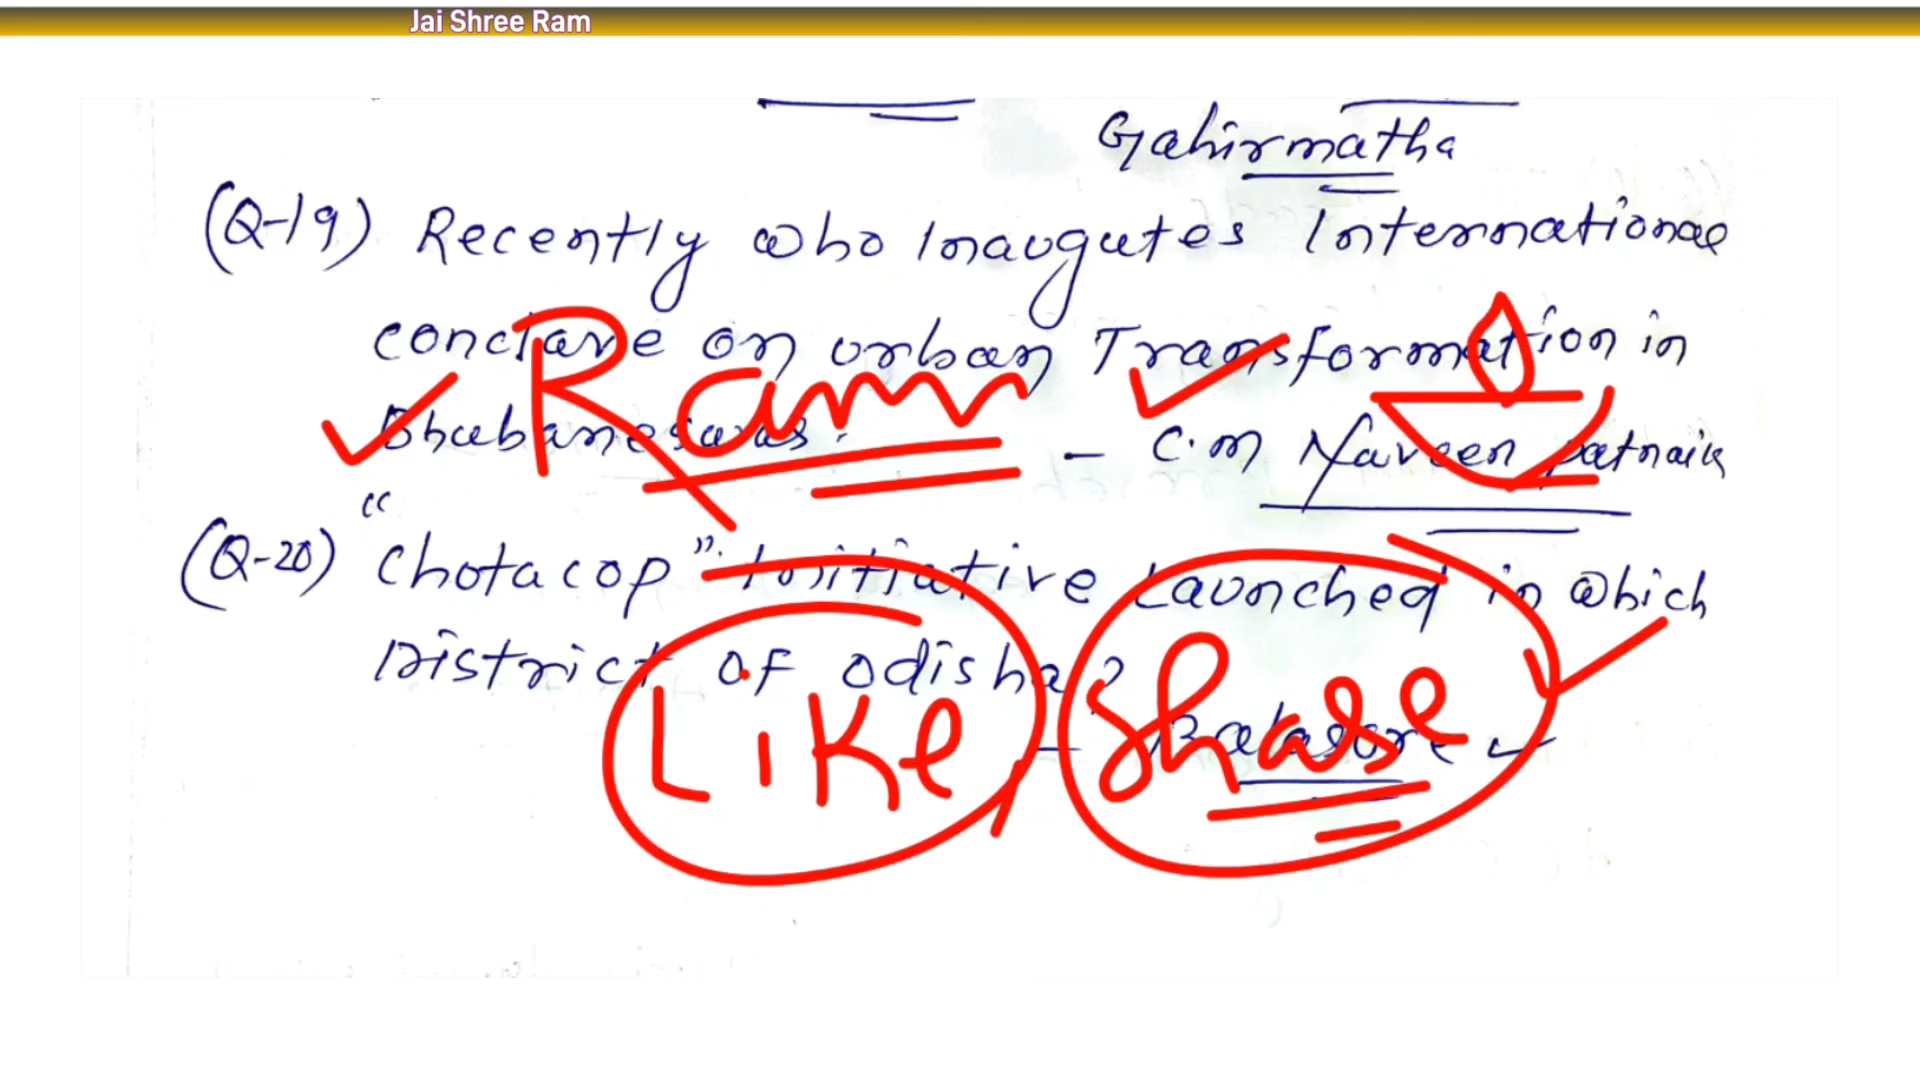 Jai Shree Ram
Gahirmatha
(Q-19) Recently who Inaugutes International
conclave on urban Transformation in
Bhubaneswar.
- C.M Naveen patnaik
Ram
(Q-20) "Chotacop" Initiative Launched in which
District of odisha?
- Balasore
Like, Share